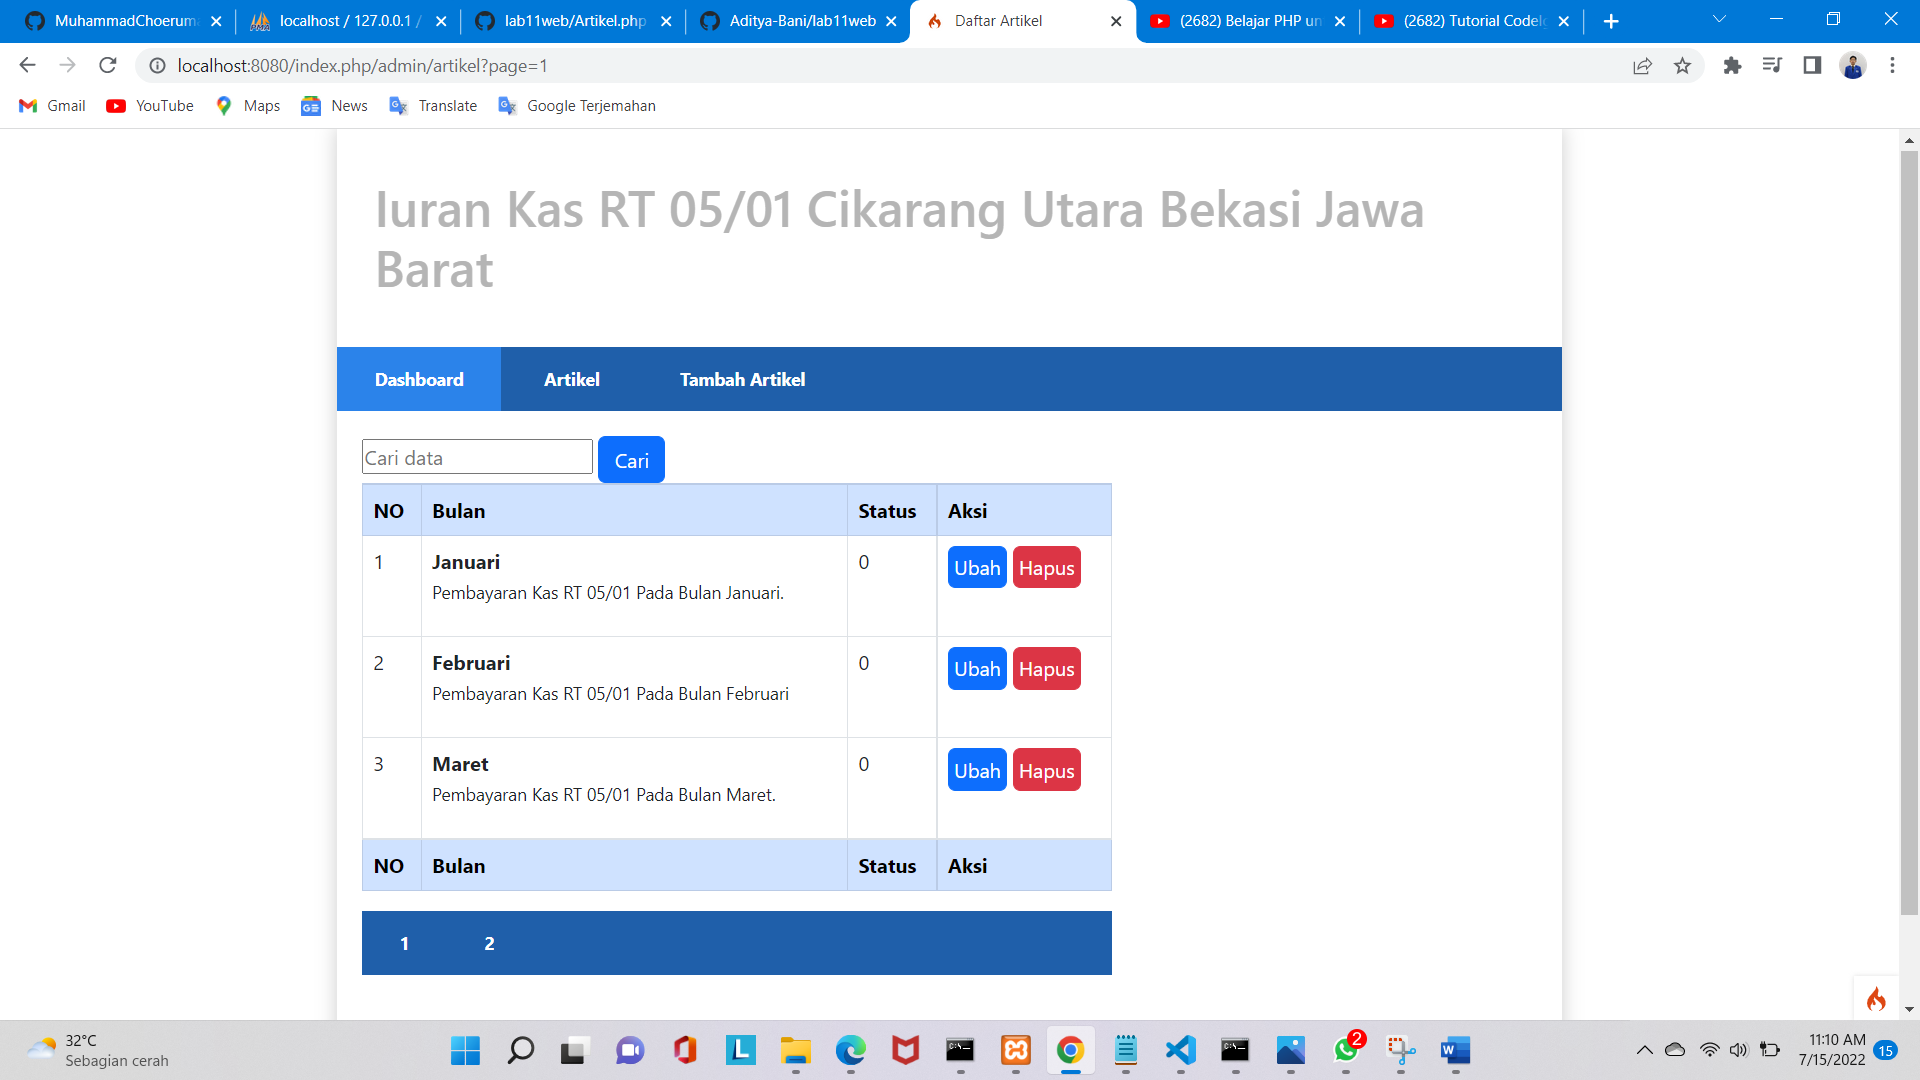 MuhammadChoerum
localhost / 127.0.0.1 /
lab11web/Artikel.php
Aditya-Bani/lab11web
Daftar Artikel
(2682) Belajar PHP un
(2682) Tutorial CodeIg
localhost:8080/index.php/admin/artikel?page=1
Gmail
YouTube
Maps
News
Translate
Google Terjemahan
Iuran Kas RT 05/01 Cikarang Utara Bekasi Jawa
Barat
Dashboard
Artikel
Tambah Artikel
Cari data
Cari
NO Bulan Status Aksi
1 Januari 0 Ubah Hapus
Pembayaran Kas RT 05/01 Pada Bulan Januari.
2 Februari 0 Ubah Hapus
Pembayaran Kas RT 05/01 Pada Bulan Februari
3 Maret 0 Ubah Hapus
Pembayaran Kas RT 05/01 Pada Bulan Maret.
NO Bulan Status Aksi
1 2
32°C
Sebagian cerah
L
2
W
11:10 AM
7/15/2022
15